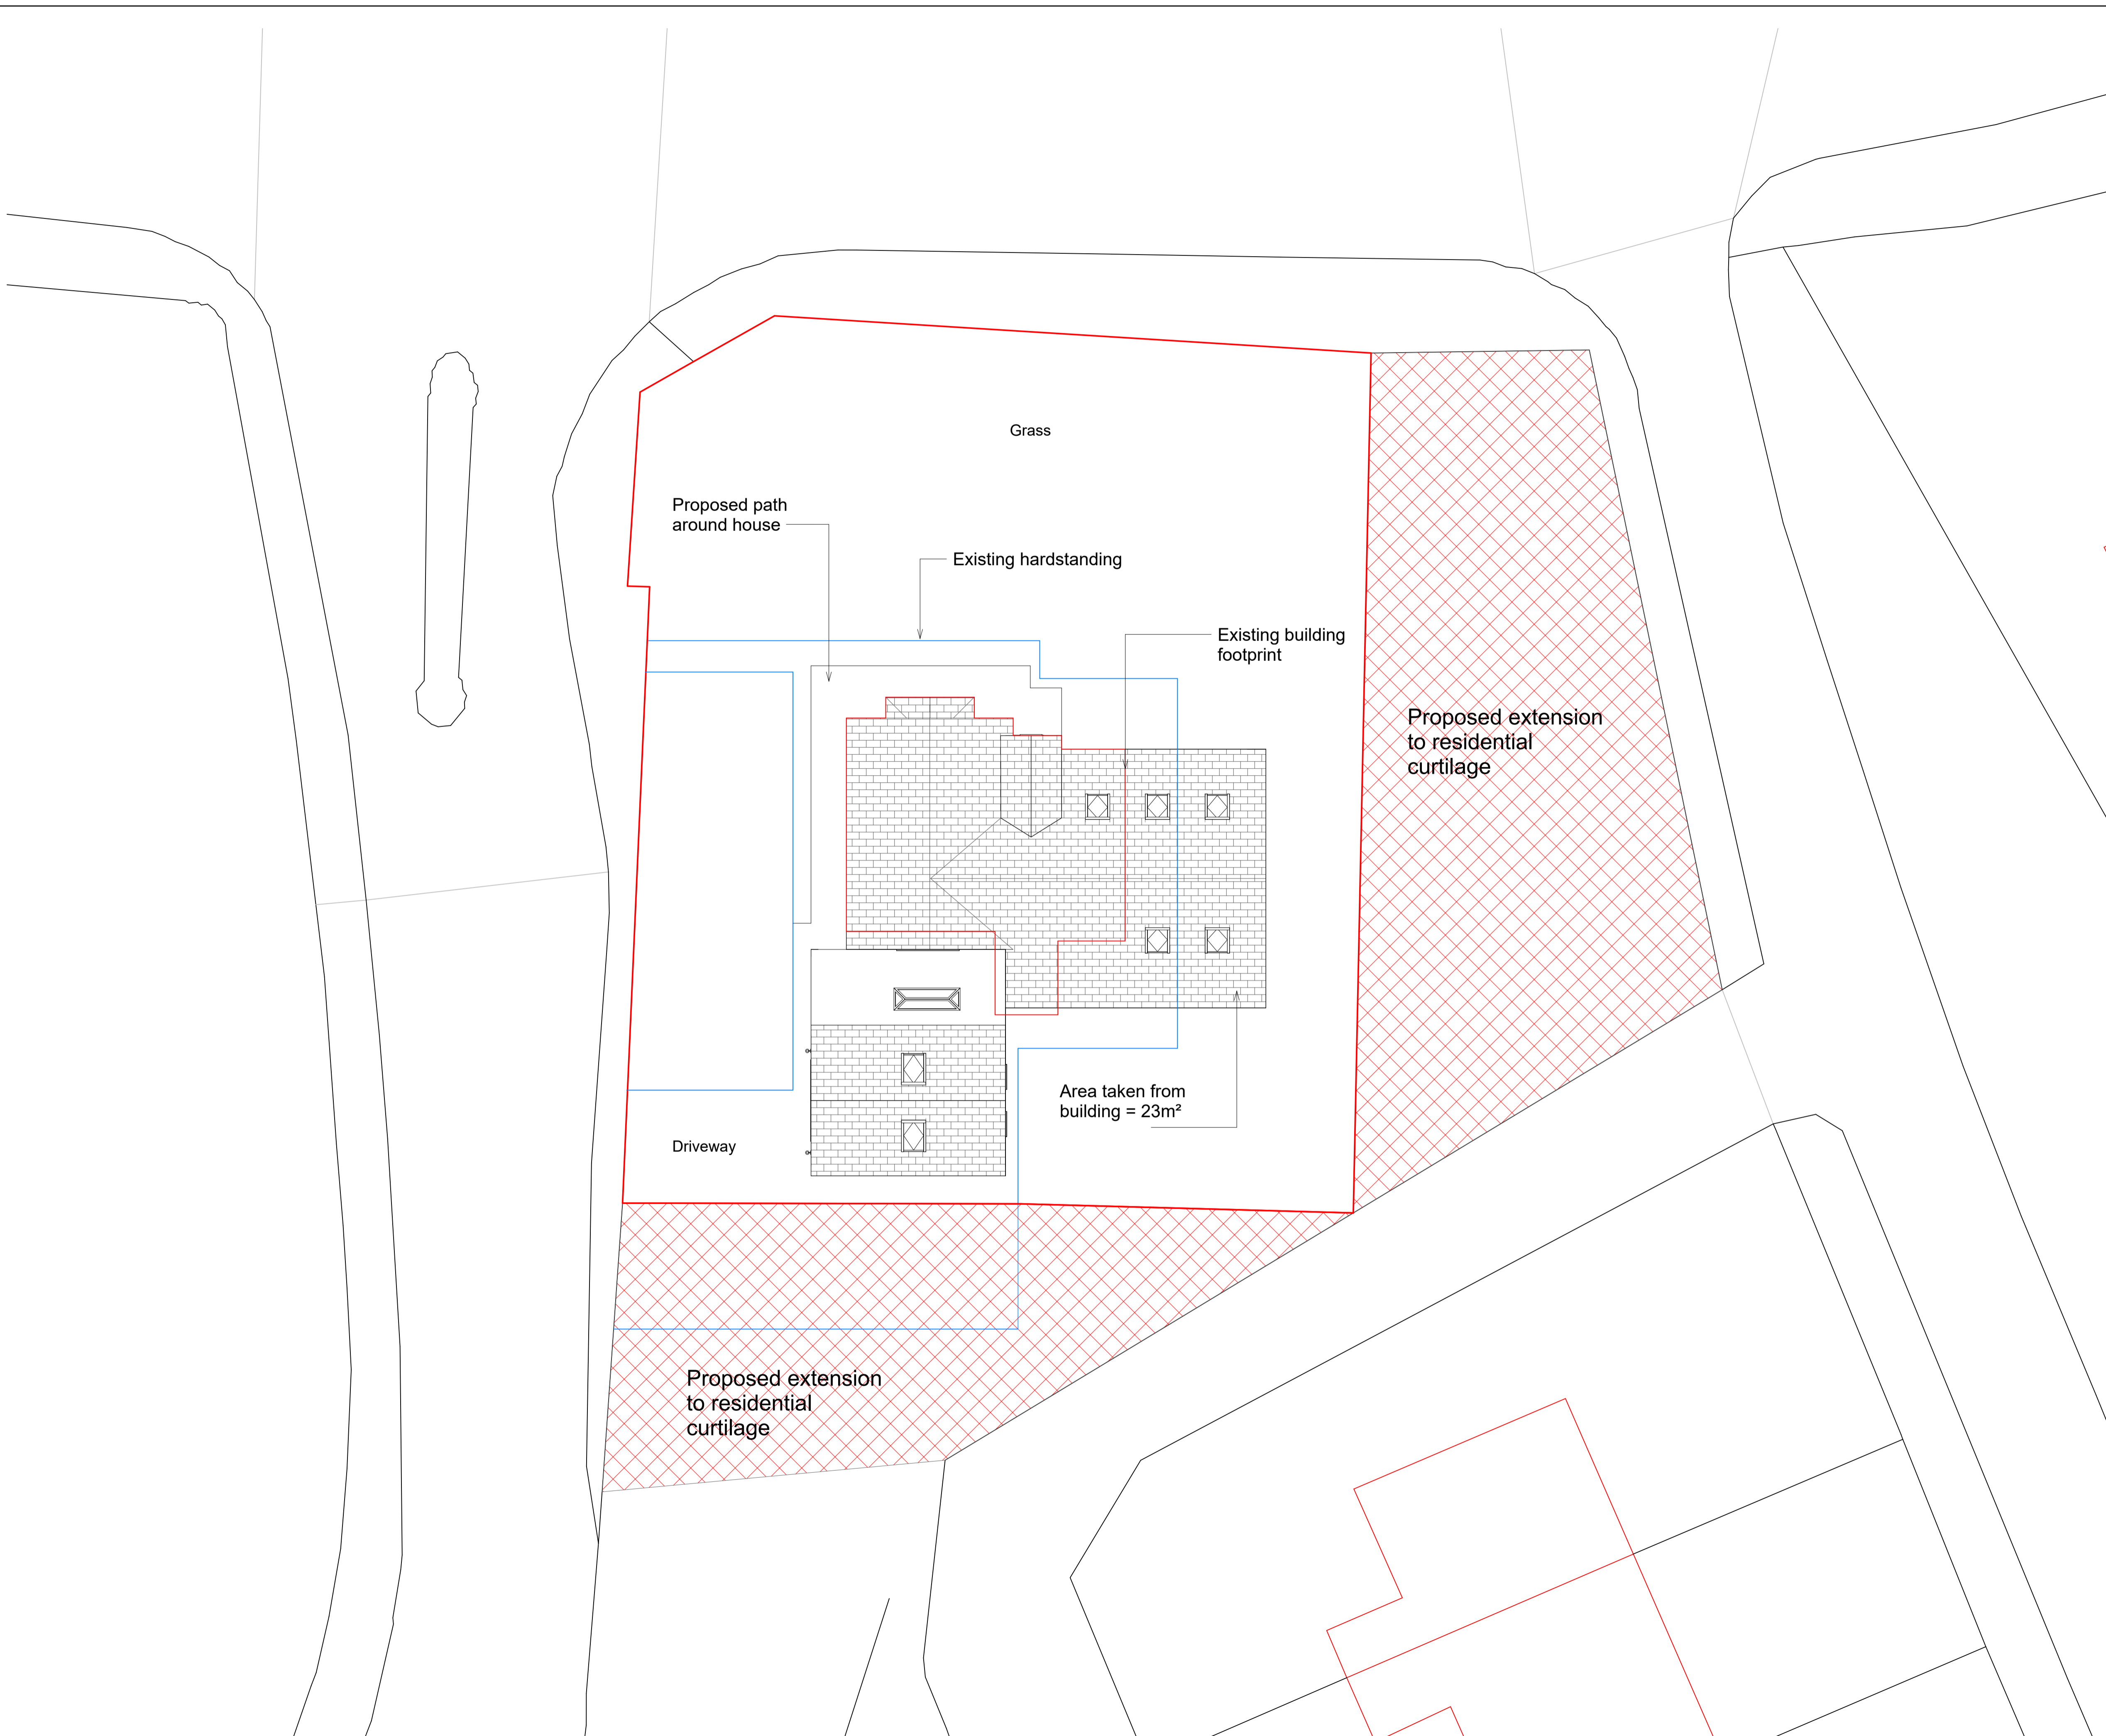 Grass
Proposed path
around house
Existing hardstanding
Existing building
footprint
Proposed extension
to residential
curtilage
Area taken from
building = 23m²
Driveway
Proposed extension
to residential
curtilage